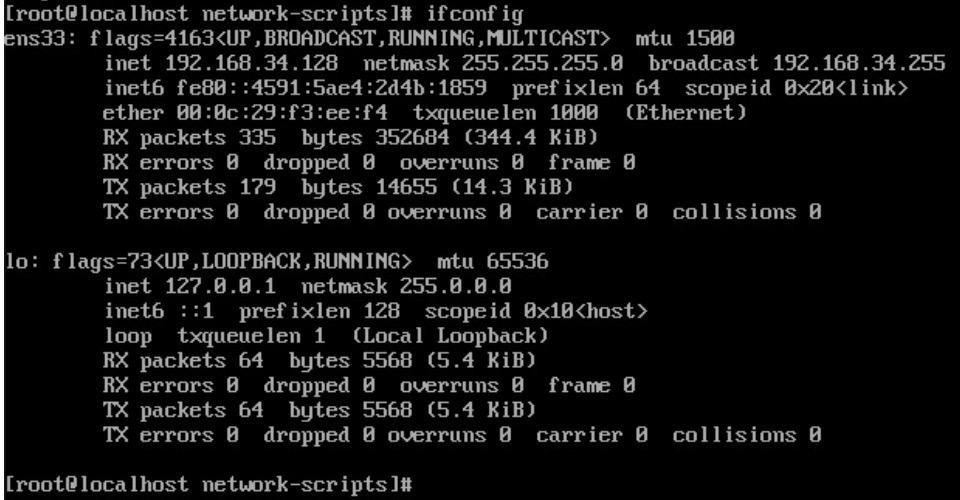 [root@localhost network-scripts]# ifconfig
ens33: flags=4163<UP,BROADCAST,RUNNING,MULTICAST>  mtu 1500
        inet 192.168.34.128  netmask 255.255.255.0  broadcast 192.168.34.255
        inet6 fe80::4591:5ae4:2d4b:1859  prefixlen 64  scopeid 0x20<link>
        ether 00:0c:29:f3:ee:f4  txqueuelen 1000  (Ethernet)
        RX packets 335  bytes 352684 (344.4 KiB)
        RX errors 0  dropped 0  overruns 0  frame 0
        TX packets 179  bytes 14655 (14.3 KiB)
        TX errors 0  dropped 0 overruns 0  carrier 0  collisions 0

lo: flags=73<UP,LOOPBACK,RUNNING>  mtu 65536
        inet 127.0.0.1  netmask 255.0.0.0
        inet6 ::1  prefixlen 128  scopeid 0x10<host>
        loop  txqueuelen 1  (Local Loopback)
        RX packets 64  bytes 5568 (5.4 KiB)
        RX errors 0  dropped 0  overruns 0  frame 0
        TX packets 64  bytes 5568 (5.4 KiB)
        TX errors 0  dropped 0 overruns 0  carrier 0  collisions 0

[root@localhost network-scripts]#